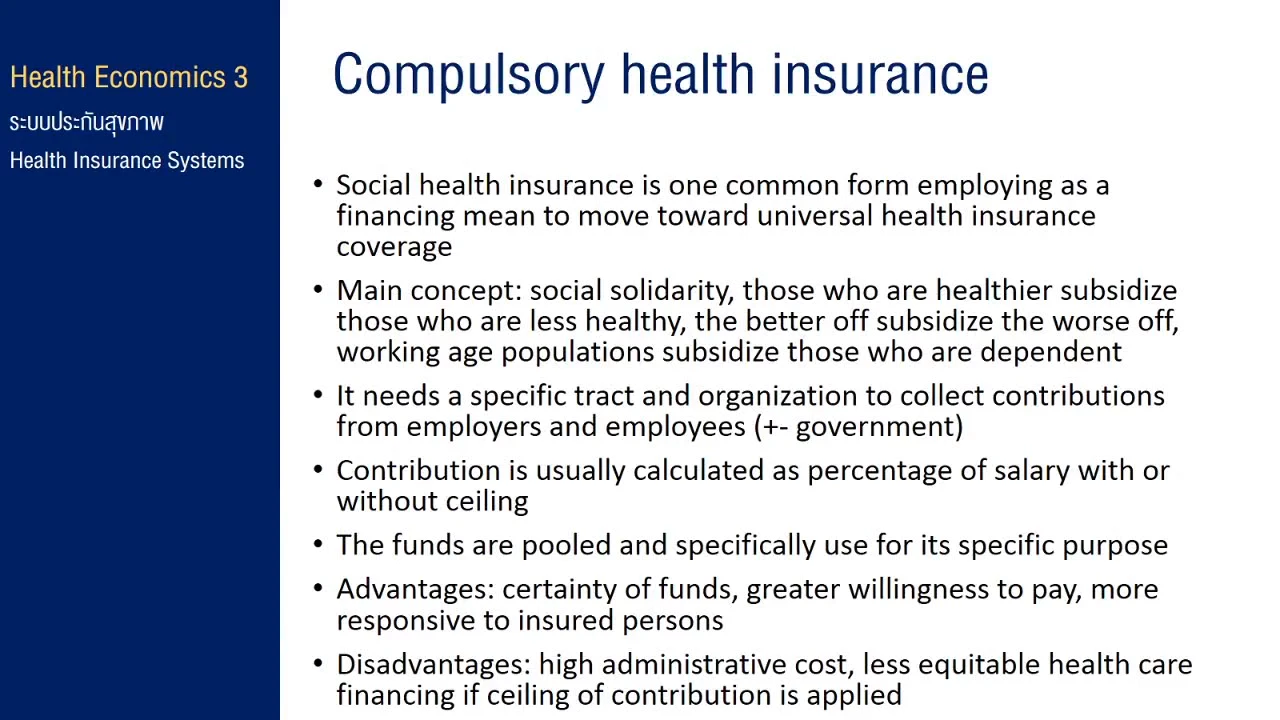 Health Economics 3
ระบบประกันสุขภาพ
Health Insurance Systems
Compulsory health insurance
• Social health insurance is one common form employing as a
financing mean to move toward universal health insurance
coverage
• Main concept: social solidarity, those who are healthier subsidize
those who are less healthy, the better off subsidize the worse off,
working age populations subsidize those who are dependent
• It needs a specific tract and organization to collect contributions
from employers and employees (+- government)
• Contribution is usually calculated as percentage of salary with or
without ceiling
• The funds are pooled and specifically use for its specific purpose
• Advantages: certainty of funds, greater willingness to pay, more
responsive to insured persons
• Disadvantages: high administrative cost, less equitable health care
financing if ceiling of contribution is applied